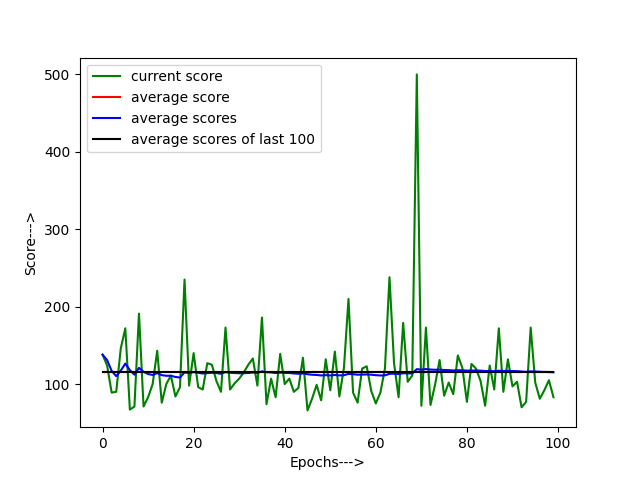 500
400
300
200
100
Score--->
current score
average score
average scores
average scores of last 100
0
20
40
60
80
100
Epochs--->